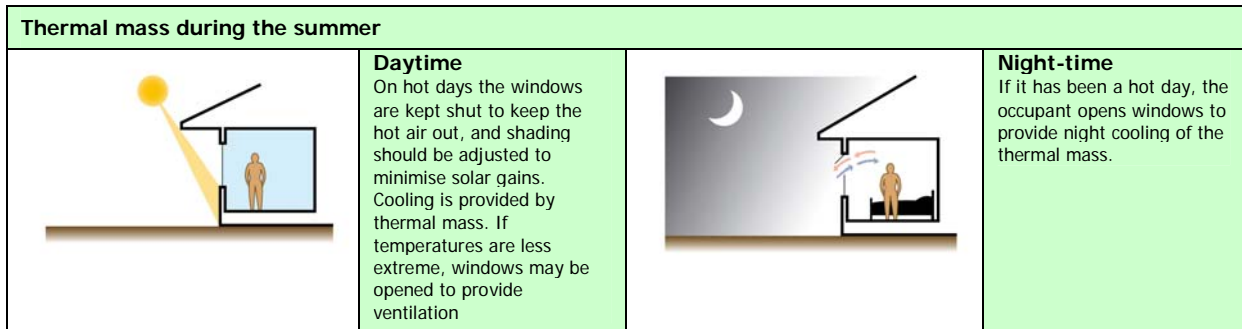 Thermal mass during the summer
Daytime
On hot days the windows
are kept shut to keep the
hot air out, and shading
should be adjusted to
minimise solar gains.
Cooling is provided by
thermal mass. If
temperatures are less
extreme, windows may be
opened to provide
ventilation
Night-time
If it has been a hot day, the
occupant opens windows to
provide night cooling of the
thermal mass.